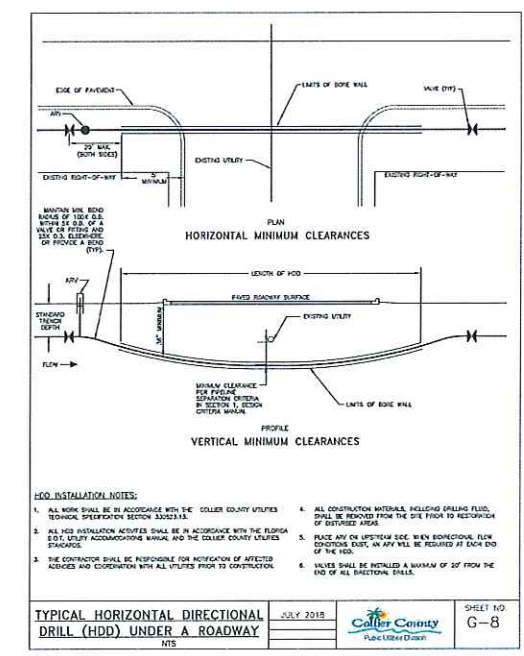 EDGE OF PAVEMENT
LIMITS OF BORE WALL
VALVE (TYP)
ARV
20' MAX.
(BOTH SIDES)
EXISTING UTILITY
EXISTING RIGHT-OF-WAY
5'
MINIMUM
EXISTING RIGHT-OF-WAY
PLAN
HORIZONTAL MINIMUM CLEARANCES
MAINTAIN MIN. BEND
RADIUS OF 100X O.D.
WITHIN 5X O.D. OF A
VALVE OR FITTING AND
25X O.D. ELSEWHERE,
OR PROVIDE A BEND
(TYP).
LENGTH OF HDD
ARV
PAVED ROADWAY SURFACE
STANDARD
TRENCH
DEPTH
MINIMUM
EXISTING UTILITY
FLOW
MINIMUM CLEARANCE
FOR PIPELINE
SEPARATION CRITERIA
IN SECTION 1, DESIGN
CRITERIA MANUAL
LIMITS OF BORE WALL
PROFILE
VERTICAL MINIMUM CLEARANCES
HDD INSTALLATION NOTES:
1. ALL WORK SHALL BE IN ACCORDANCE WITH THE COLLIER COUNTY UTILITIES
TECHNICAL SPECIFICATION SECTION 330523.13.
2. ALL HDD INSTALLATION ACTIVITIES SHALL BE IN ACCORDANCE WITH THE FLORIDA
D.O.T. UTILITY ACCOMMODATIONS MANUAL AND THE COLLIER COUNTY UTILITIES
STANDARDS.
3. THE CONTRACTOR SHALL BE RESPONSIBLE FOR NOTIFICATION OF AFFECTED
AGENCIES AND COORDINATION WITH ALL UTILITIES PRIOR TO CONSTRUCTION.
4. ALL CONSTRUCTION MATERIALS, INCLUDING DRILLING FLUID,
SHALL BE REMOVED FROM THE SITE PRIOR TO RESTORATION
OF DISTURBED AREAS.
5. PLACE ARV ON UPSTREAM SIDE. WHEN BIDIRECTIONAL FLOW
CONDITIONS EXIST, AN ARV WILL BE REQUIRED AT EACH END
OF THE HDD.
6. VALVES SHALL BE INSTALLED A MAXIMUM OF 20' FROM THE
END OF ALL DIRECTIONAL DRILLS.
TYPICAL HORIZONTAL DIRECTIONAL
DRILL (HDD) UNDER A ROADWAY
NTS
JULY 2018
Collier County
Public Utilities Division
SHEET NO.
G-8